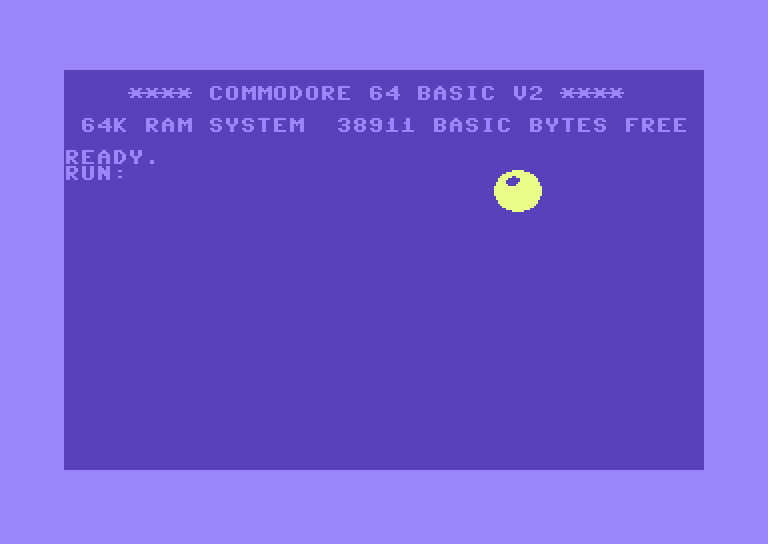 **** COMMODORE 64 BASIC V2 ****
64K RAM SYSTEM  38911 BASIC BYTES FREE
READY.
RUN: